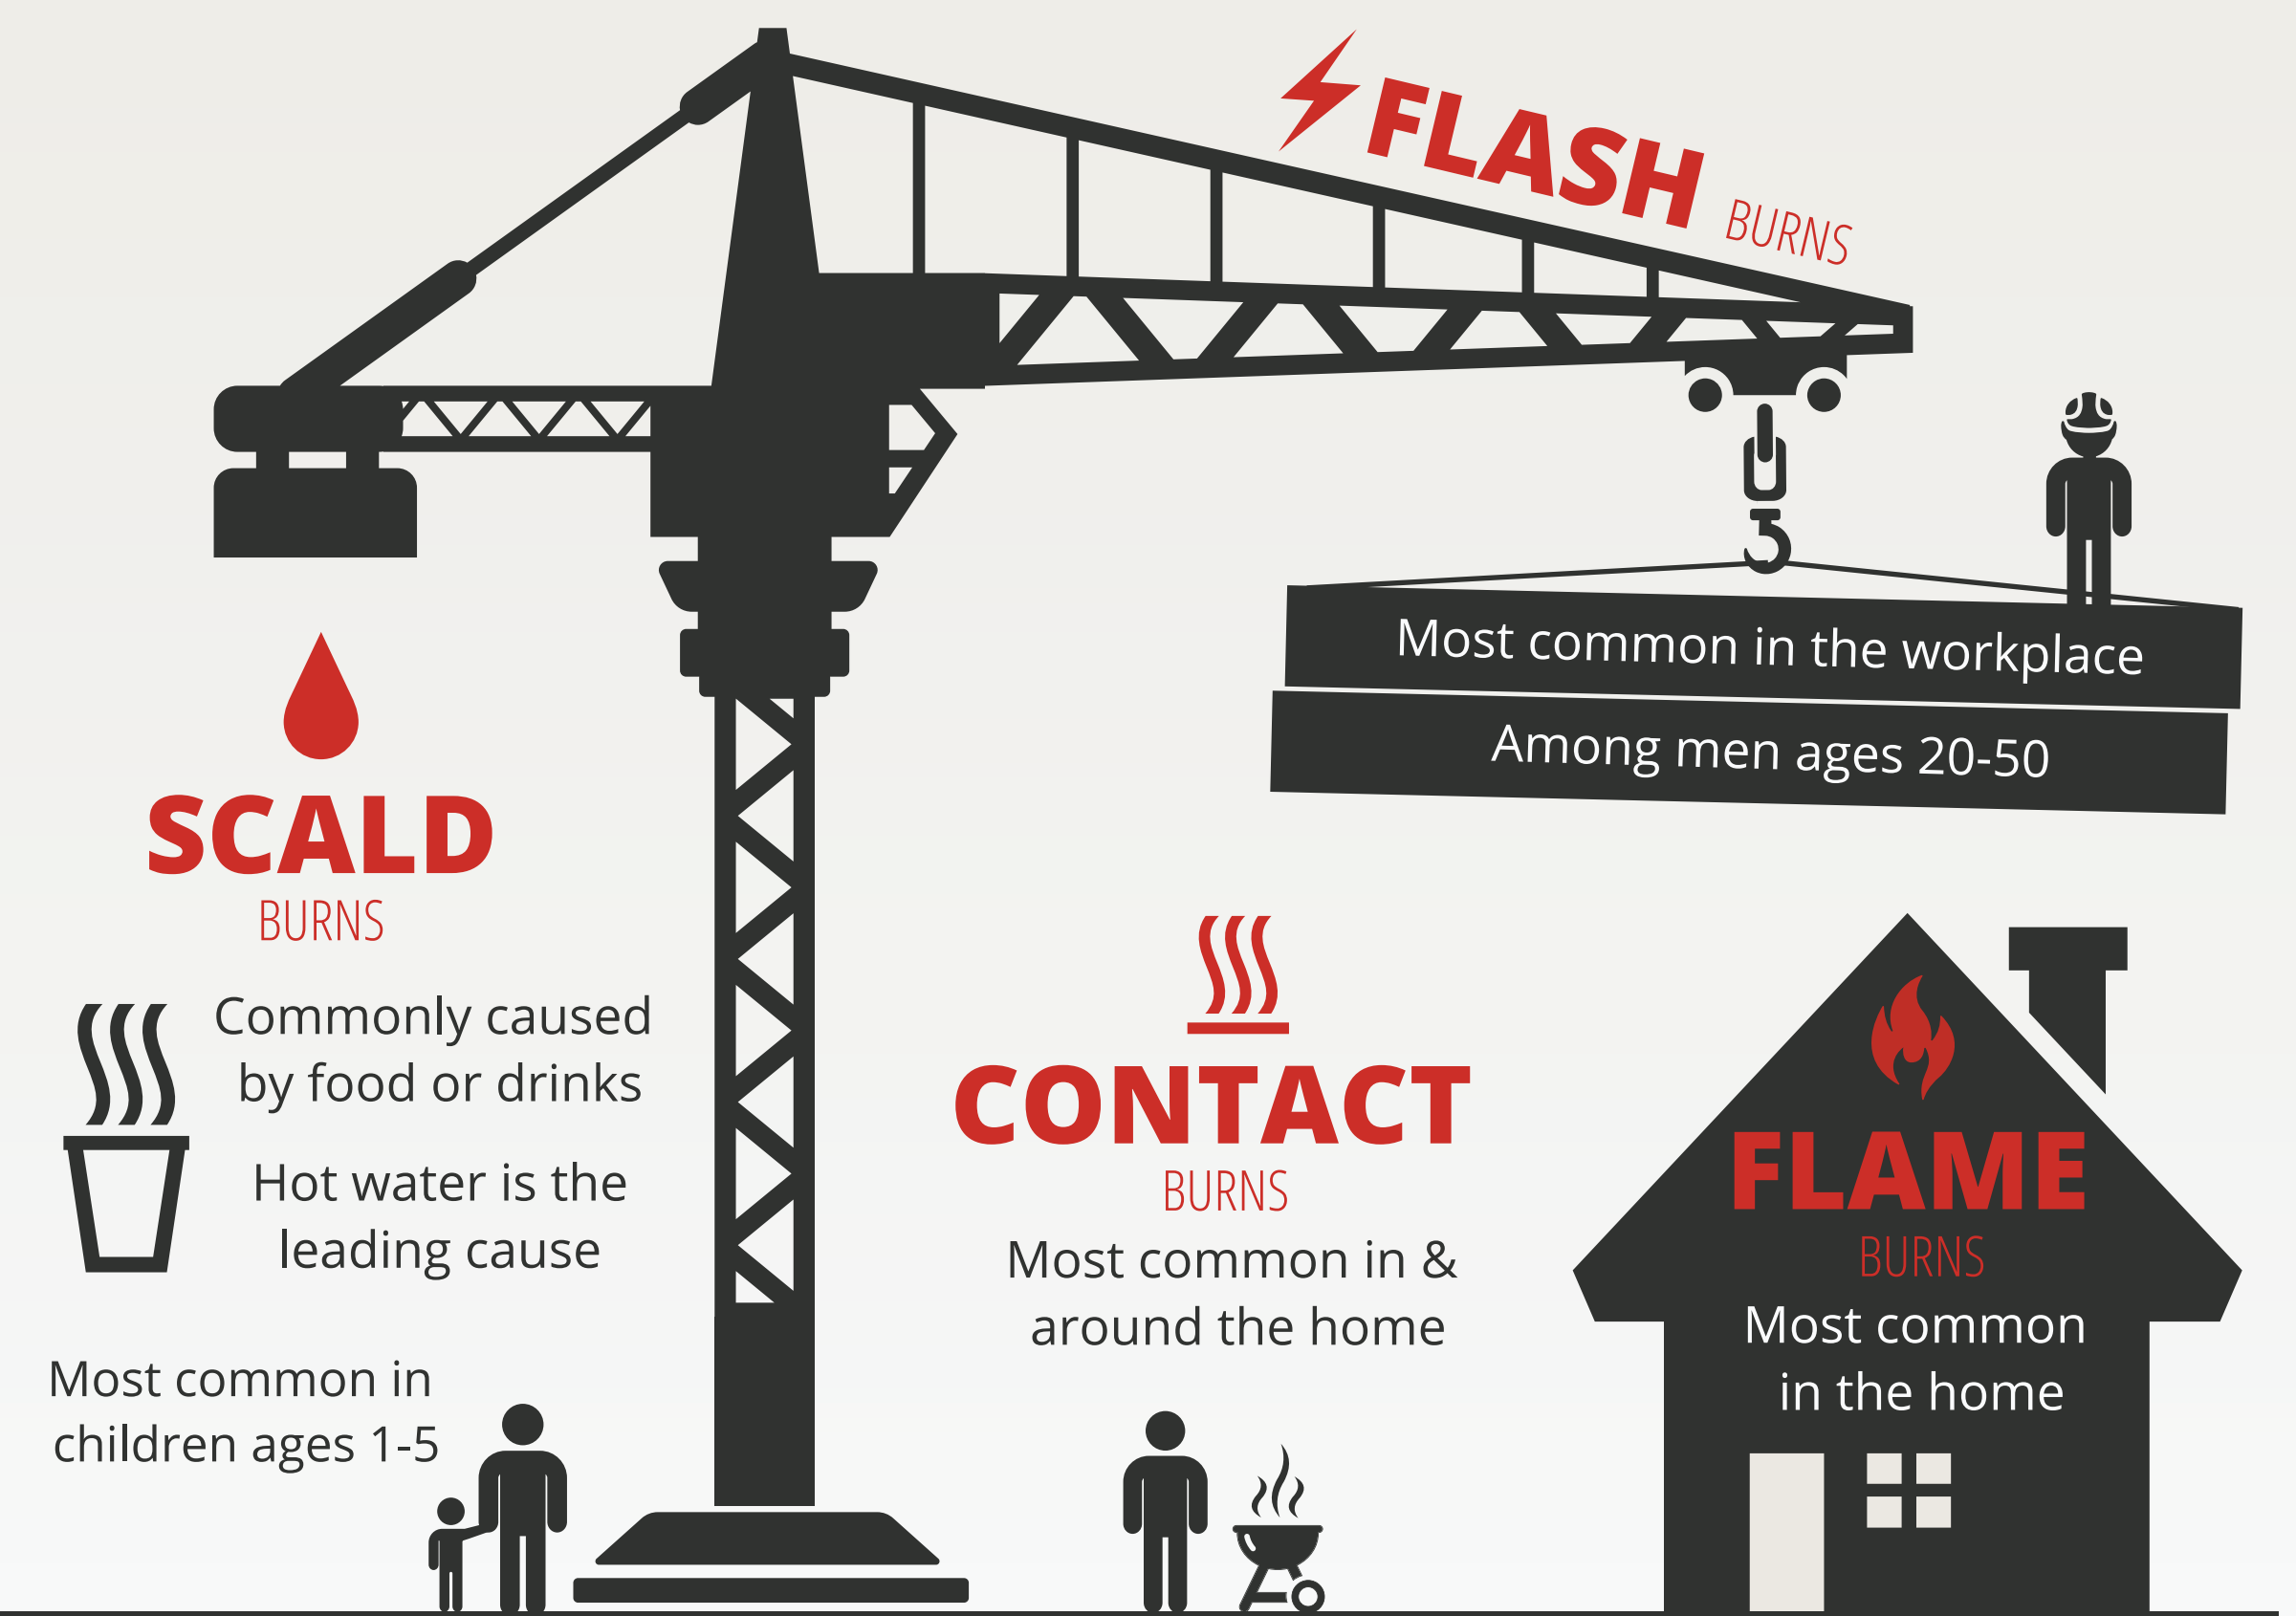 FLASH BURNS
Most common in the workplace
Among men ages 20-50
SCALD
BURNS
Commonly caused
by food or drinks
Hot water is the
leading cause
Most common in
children ages 1-5
CONTACT
BURNS
Most common in &
around the home
FLAME
BURNS
Most common
in the home